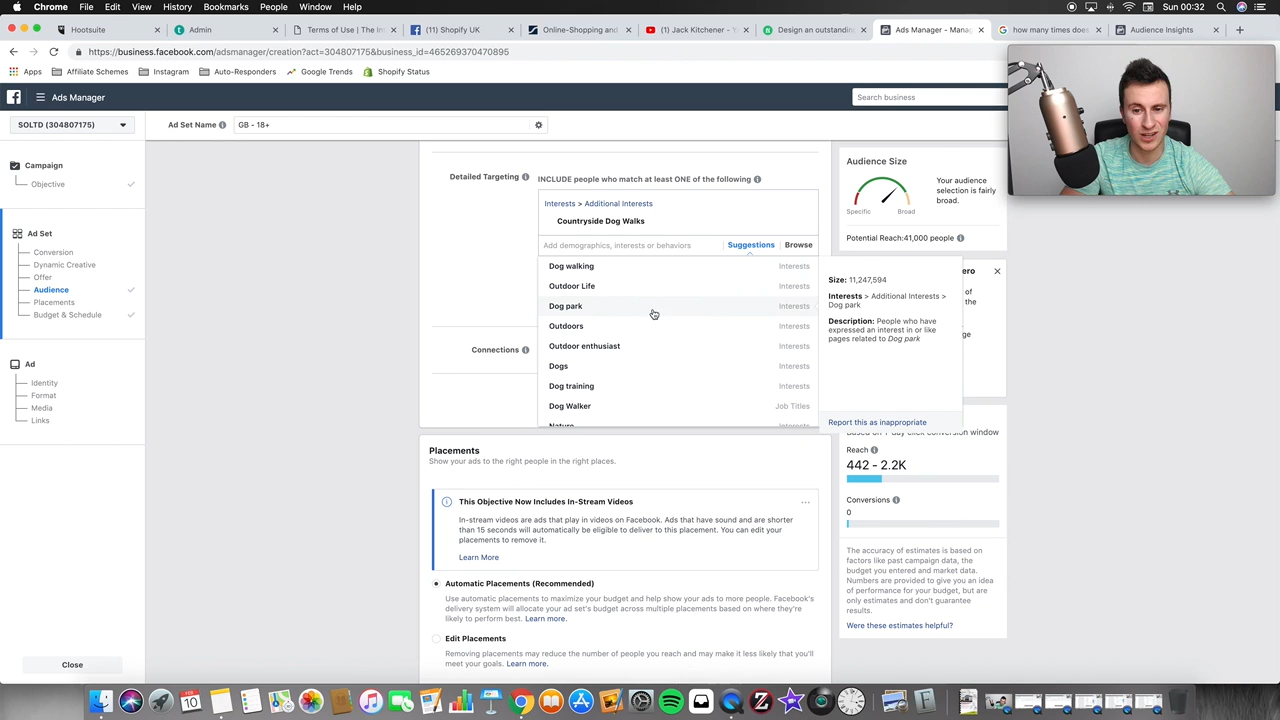 Chrome File Edit View History Bookmarks People Window Help Sun 00:32
Hootsuite
Admin
Terms of Use | The In
(11) Shopify UK
Online-Shopping and
(1) Jack Kitchener - Y
Design an outstandin
Ads Manager - Manag
how many times does
Audience Insights
https://business.facebook.com/adsmanager/creation?act=304807175&business_id=465269370470895
Apps Affiliate Schemes Instagram Auto-Responders Google Trends Shopify Status
Ads Manager
Search business
SOLTD (304807175)
Ad Set Name
GB - 18+
Campaign
Objective
Ad Set
Conversion
Dynamic Creative
Offer
Audience
Placements
Budget & Schedule
Ad
Identity
Format
Media
Links
Close
Detailed Targeting
INCLUDE people who match at least ONE of the following
Interests > Additional Interests
Countryside Dog Walks
Add demographics, interests or behaviors Suggestions Browse
Dog walking Interests
Outdoor Life Interests
Dog park Interests
Outdoors Interests
Outdoor enthusiast Interests
Dogs Interests
Dog training Interests
Dog Walker Job Titles
Nature Interests
Connections
Size: 11,247,594
Interests > Additional Interests >
Dog park
Description: People who have
expressed an interest in or like
pages related to Dog park
Report this as inappropriate
Placements
Show your ads to the right people in the right places.
This Objective Now Includes In-Stream Videos
In-stream videos are ads that play in videos on Facebook. Ads that have sound and are shorter
than 15 seconds will automatically be eligible to deliver to this placement. You can edit your
placements to remove it.
Learn More
Automatic Placements (Recommended)
Use automatic placements to maximize your budget and help show your ads to more people. Facebook's
delivery system will allocate your ad set's budget across multiple placements based on where they're
likely to perform best. Learn more.
Edit Placements
Removing placements may reduce the number of people you reach and may make it less likely that you'll
meet your goals. Learn more.
Audience Size
Your audience
selection is fairly
broad.
Specific Broad
Potential Reach:41,000 people
click conversion window
Reach
442 - 2.2K
Conversions
0
The accuracy of estimates is based on
factors like past campaign data, the
budget you entered and market data.
Numbers are provided to give you an idea
of performance for your budget, but are
only estimates and don't guarantee
results.
Were these estimates helpful?